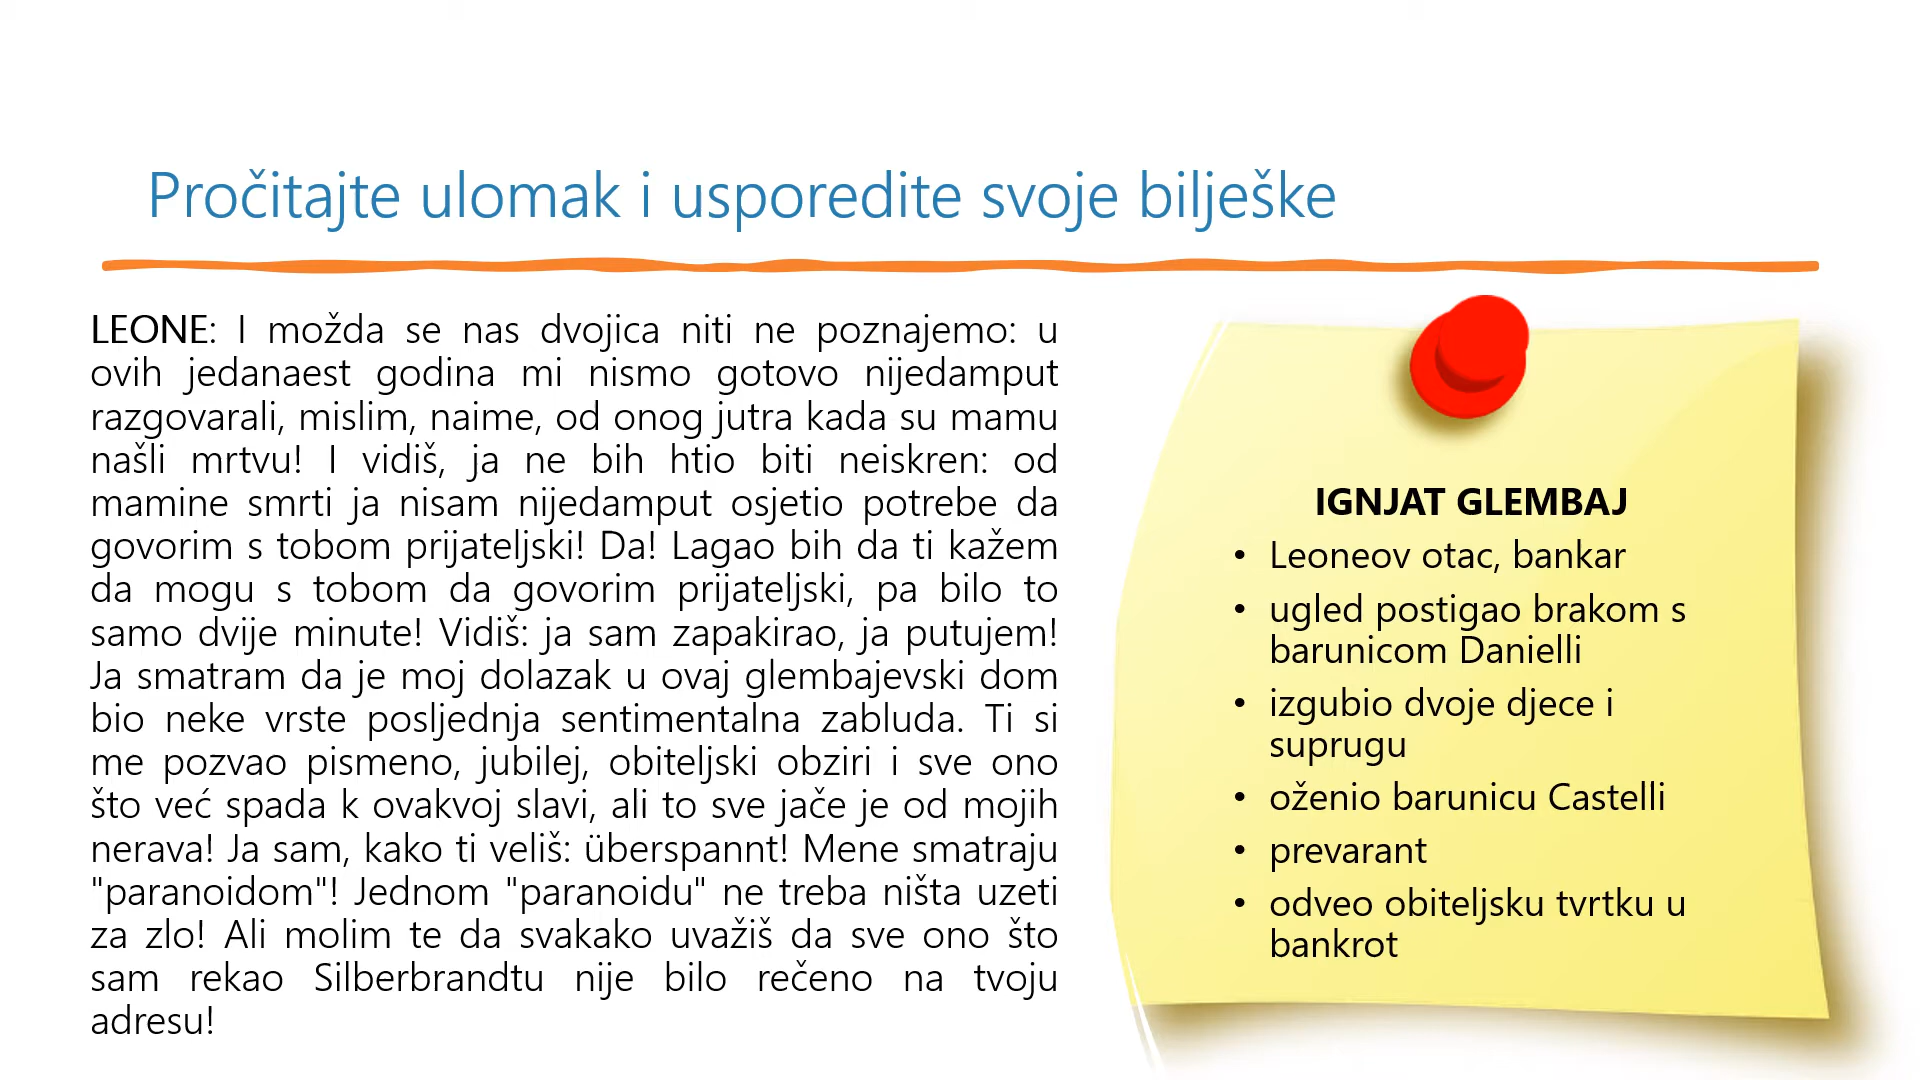 Pročitajte ulomak i usporedite svoje bilješke
LEONE: I možda se nas dvojica niti ne poznajemo: u
ovih jedanaest godina mi nismo gotovo nijedamput
razgovarali, mislim, naime, od onog jutra kada su mamu
našli mrtvu! I vidiš, ja ne bih htio biti neiskren: od
mamine smrti ja nisam nijedamput osjetio potrebe da
govorim s tobom prijateljski! Da! Lagao bih da ti kažem
da mogu s tobom da govorim prijateljski, pa bilo to
samo dvije minute! Vidiš: ja sam zapakirao, ja putujem!
Ja smatram da je moj dolazak u ovaj glembajevski dom
bio neke vrste posljednja sentimentalna zabluda. Ti si
me pozvao pismeno, jubilej, obiteljski obziri i sve ono
što već spada k ovakvoj slavi, ali to sve jače je od mojih
nerava! Ja sam, kako ti veliš: überspannt! Mene smatraju
"paranoidom"! Jednom "paranoidu" ne treba ništa uzeti
za zlo! Ali molim te da svakako uvažiš da sve ono što
sam rekao Silberbrandtu nije bilo rečeno na tvoju
adresu!
IGNJAT GLEMBAJ
• Leoneov otac, bankar
• ugled postigao brakom s
barunicom Danielli
• izgubio dvoje djece i
suprugu
• oženio barunicu Castelli
• prevarant
• odveo obiteljsku tvrtku u
bankrot